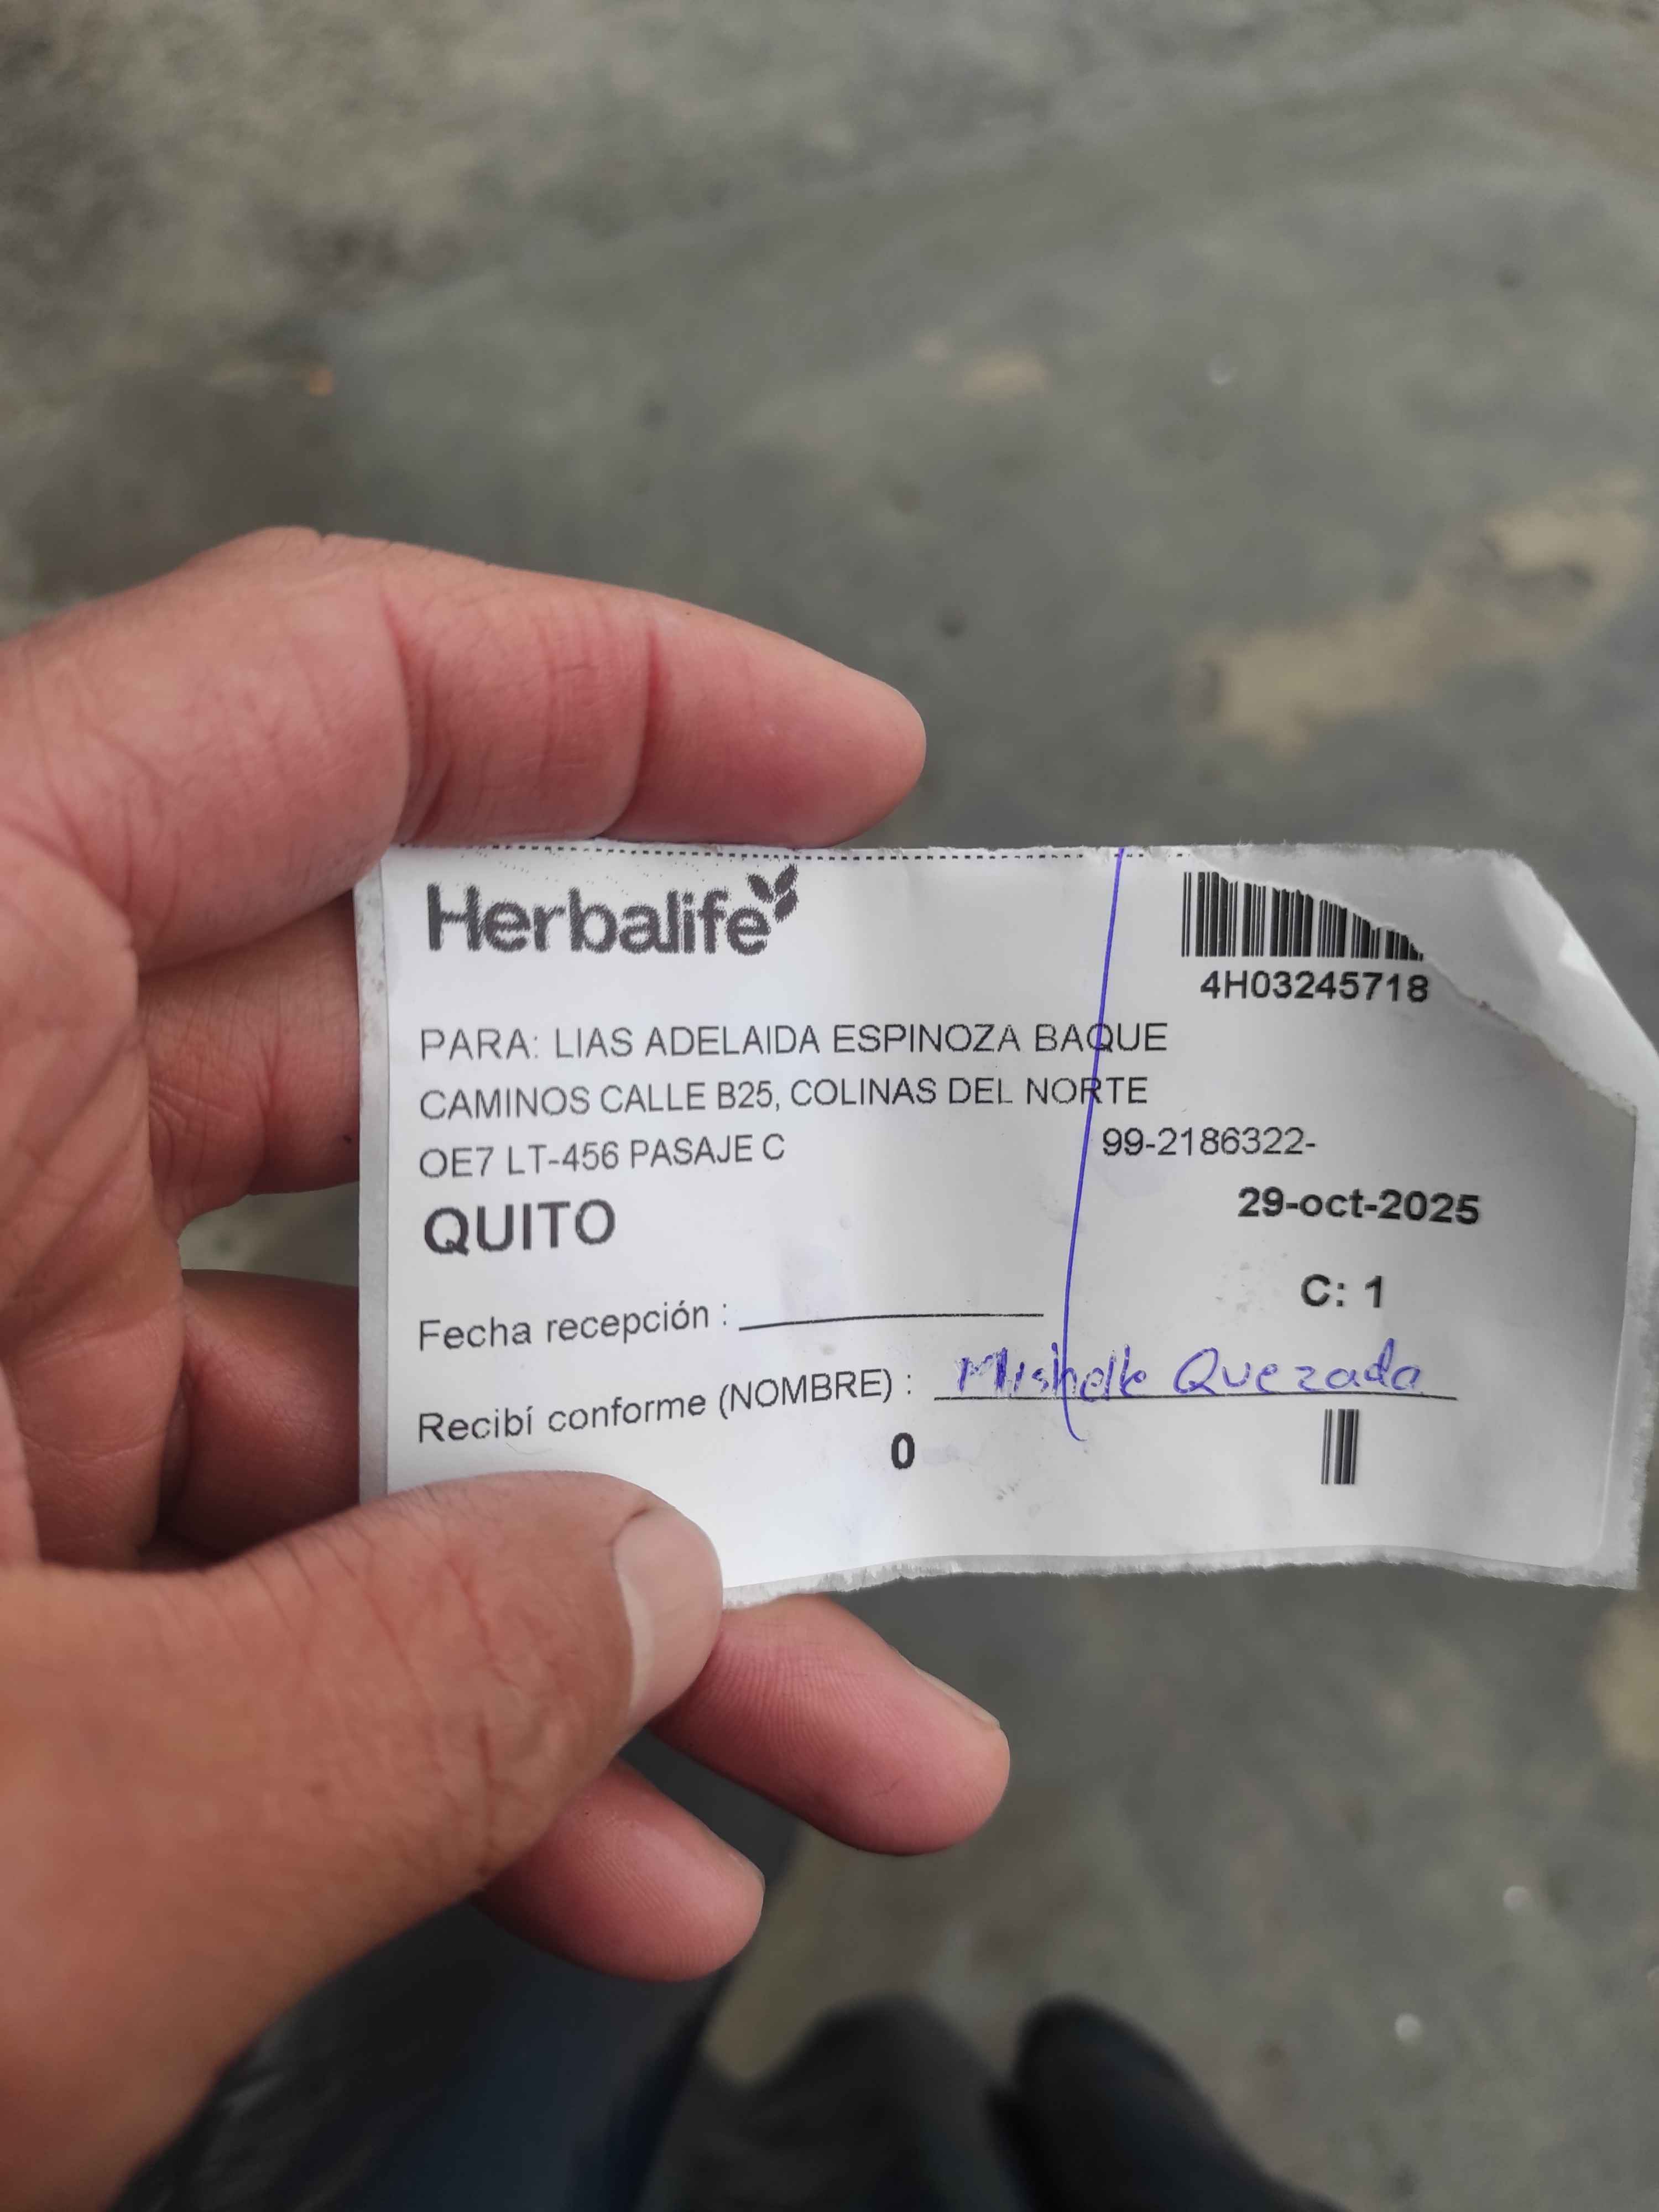 Herbalife
4H03245718
PARA: LIAS ADELAIDA ESPINOZA BAQUE
CAMINOS CALLE B25, COLINAS DEL NORTE
OE7 LT-456 PASAJE C
99-2186322-
QUITO
29-oct-2025
C: 1
Fecha recepción :
Recibí conforme (NOMBRE) : Mishelle Quezada
0